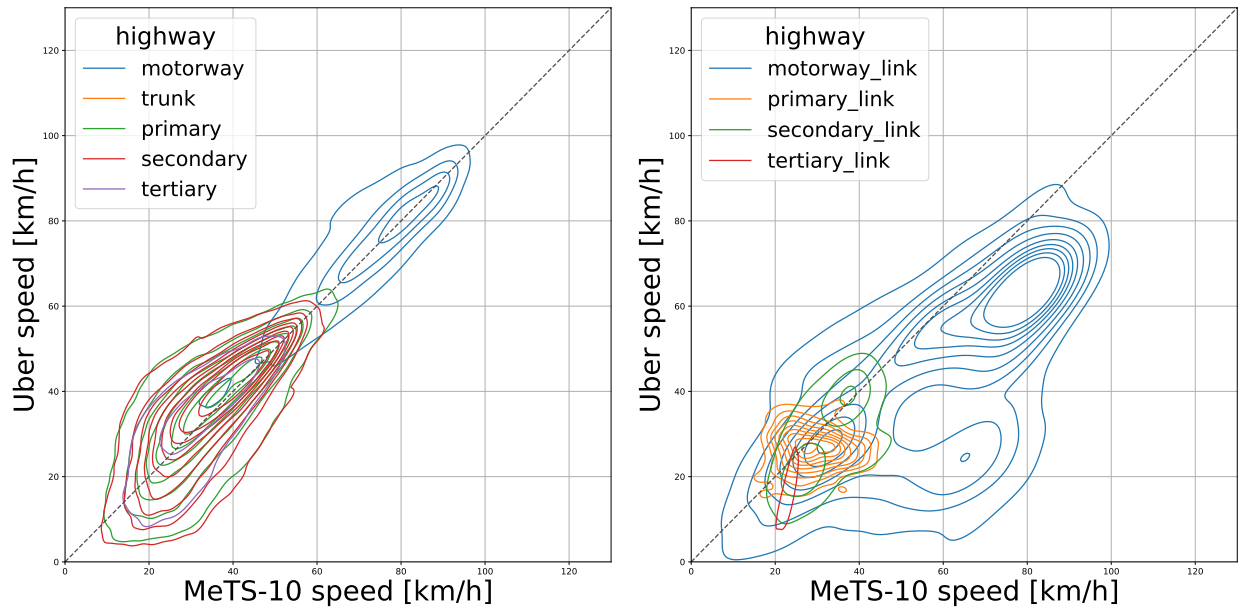 highway
motorway
trunk
primary
secondary
tertiary
Uber speed [km/h]
0
20
40
60
80
100
120
0
20
40
60
80
100
120
MeTS-10 speed [km/h]
highway
motorway_link
primary_link
secondary_link
tertiary_link
Uber speed [km/h]
0
20
40
60
80
100
120
0
20
40
60
80
100
120
MeTS-10 speed [km/h]